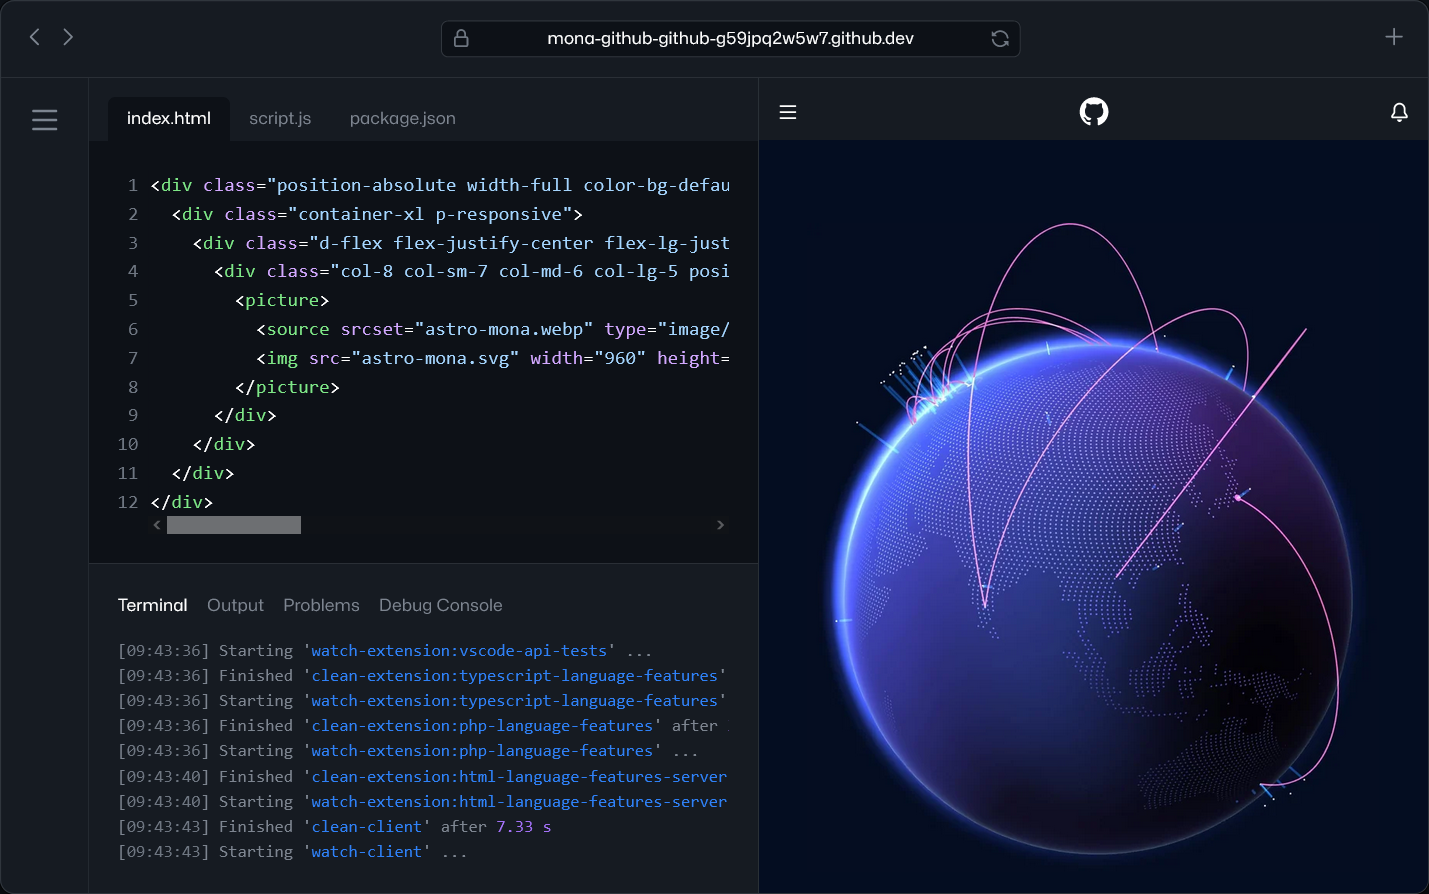 mona-github-github-g59jpq2w5w7.github.dev
index.html script.js package.json
1 <div class="position-absolute width-full color-bg-defau
2 <div class="container-xl p-responsive">
3 <div class="d-flex flex-justify-center flex-lg-just
4 <div class="col-8 col-sm-7 col-md-6 col-lg-5 posi
5 <picture>
6 <source srcset="astro-mona.webp" type="image/
7 <img src="astro-mona.svg" width="960" height=
8 </picture>
9 </div>
10 </div>
11 </div>
12 </div>
Terminal Output Problems Debug Console
[09:43:36] Starting 'watch-extension:vscode-api-tests' ...
[09:43:36] Finished 'clean-extension:typescript-language-features'
[09:43:36] Starting 'watch-extension:typescript-language-features'
[09:43:36] Finished 'clean-extension:php-language-features' after
[09:43:36] Starting 'watch-extension:php-language-features' ...
[09:43:40] Finished 'clean-extension:html-language-features-server
[09:43:40] Starting 'watch-extension:html-language-features-server
[09:43:43] Finished 'clean-client' after 7.33 s
[09:43:43] Starting 'watch-client' ...